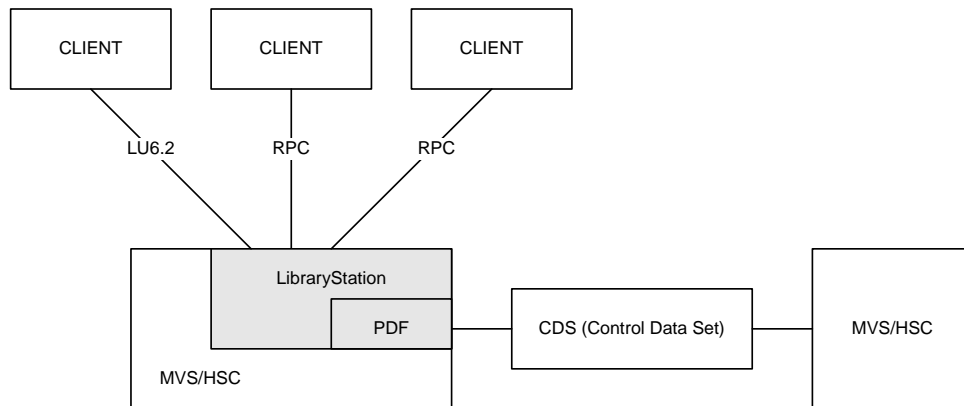 CLIENT
CLIENT
CLIENT
LU6.2
RPC
RPC
LibraryStation
PDF
CDS (Control Data Set)
MVS/HSC
MVS/HSC